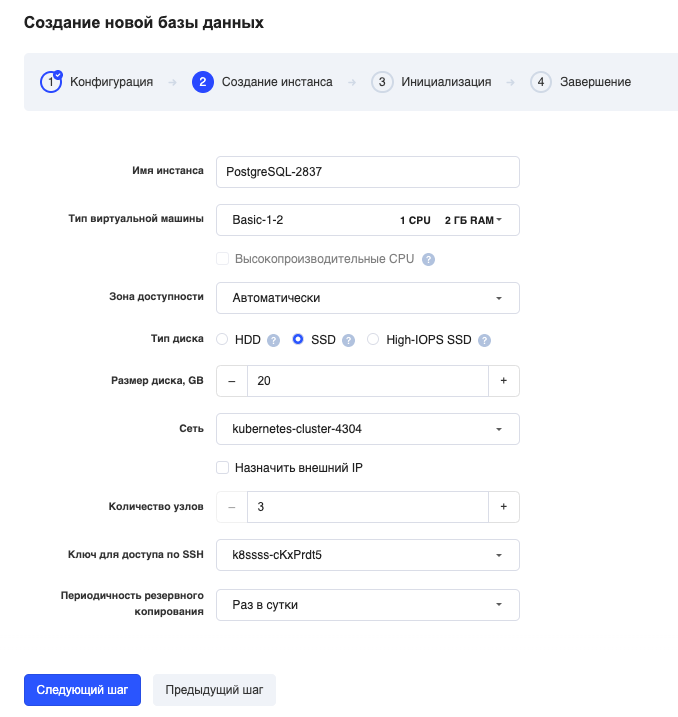 Создание новой базы данных
1 Конфигурация → 2 Создание инстанса → 3 Инициализация → 4 Завершение
Имя инстанса PostgreSQL-2837
Тип виртуальной машины Basic-1-2 1 CPU 2 ГБ RAM
Высокопроизводительные CPU ?
Зона доступности Автоматически
Тип диска HDD ? SSD ? High-IOPS SSD ?
Размер диска, GB – 20 +
Сеть kubernetes-cluster-4304
Назначить внешний IP
Количество узлов – 3 +
Ключ для доступа по SSH k8ssss-cKxPrdt5
Периодичность резервного
копирования Раз в сутки
Следующий шаг Предыдущий шаг